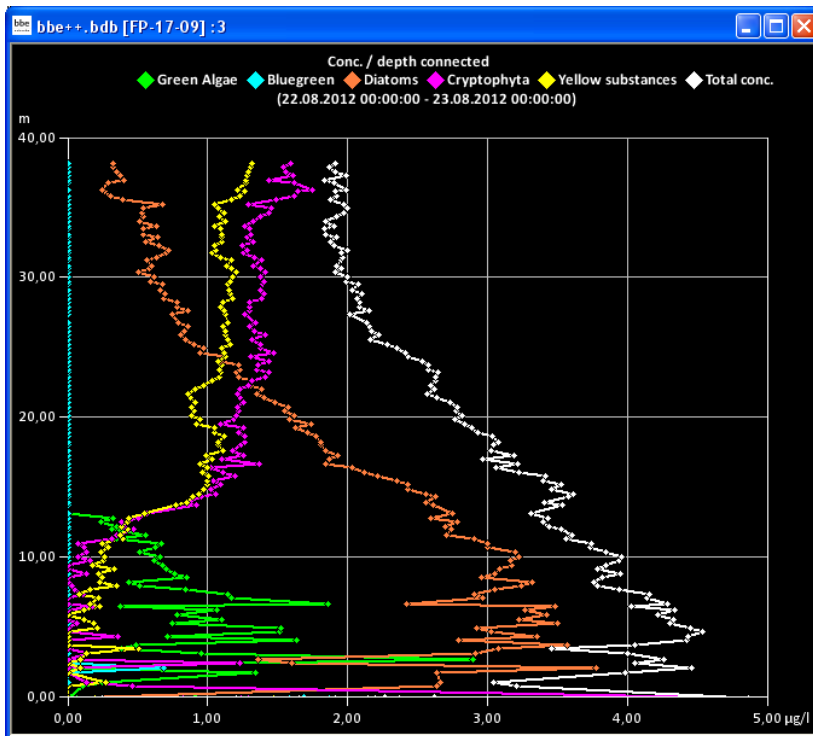 bbe bbe++.bdb [FP-17-09] :3
Conc. / depth connected
Green Algae Bluegreen Diatoms Cryptophyta Yellow substances Total conc.
(22.08.2012 00:00:00 - 23.08.2012 00:00:00)
m
40,00
30,00
20,00
10,00
0,00
0,00 1,00 2,00 3,00 4,00 5,00 µg/l